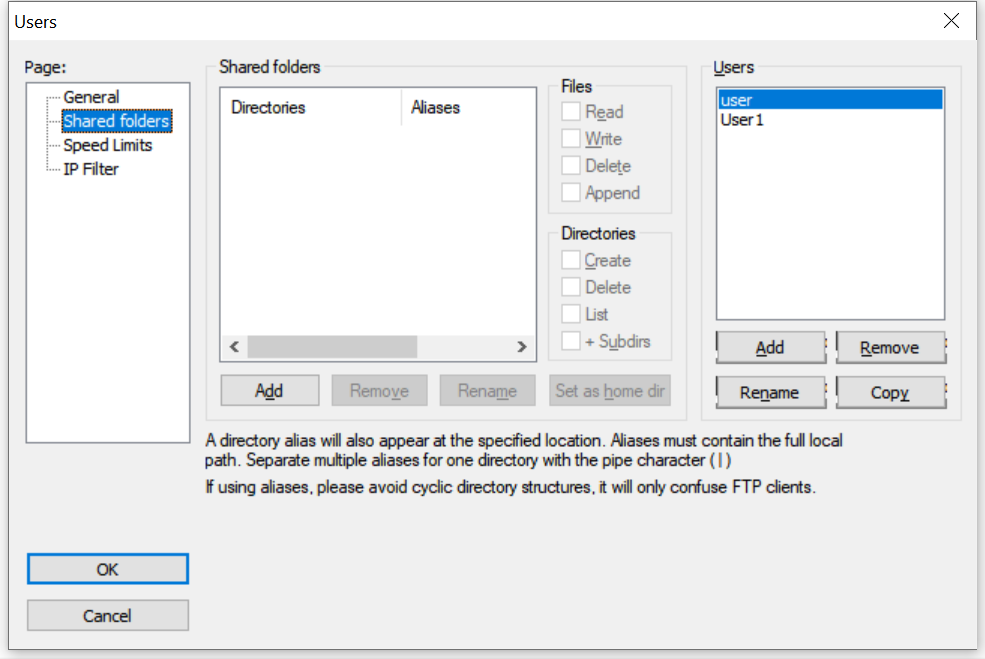 Users
Page:
General
Shared folders
Speed Limits
IP Filter
OK
Cancel
Shared folders
Directories Aliases
Add Remove Rename Set as home dir
Files
Read
Write
Delete
Append
Directories
Create
Delete
List
+ Subdirs
Users
user
User1
Add Remove
Rename Copy
A directory alias will also appear at the specified location. Aliases must contain the full local
path. Separate multiple aliases for one directory with the pipe character (|)
If using aliases, please avoid cyclic directory structures, it will only confuse FTP clients.